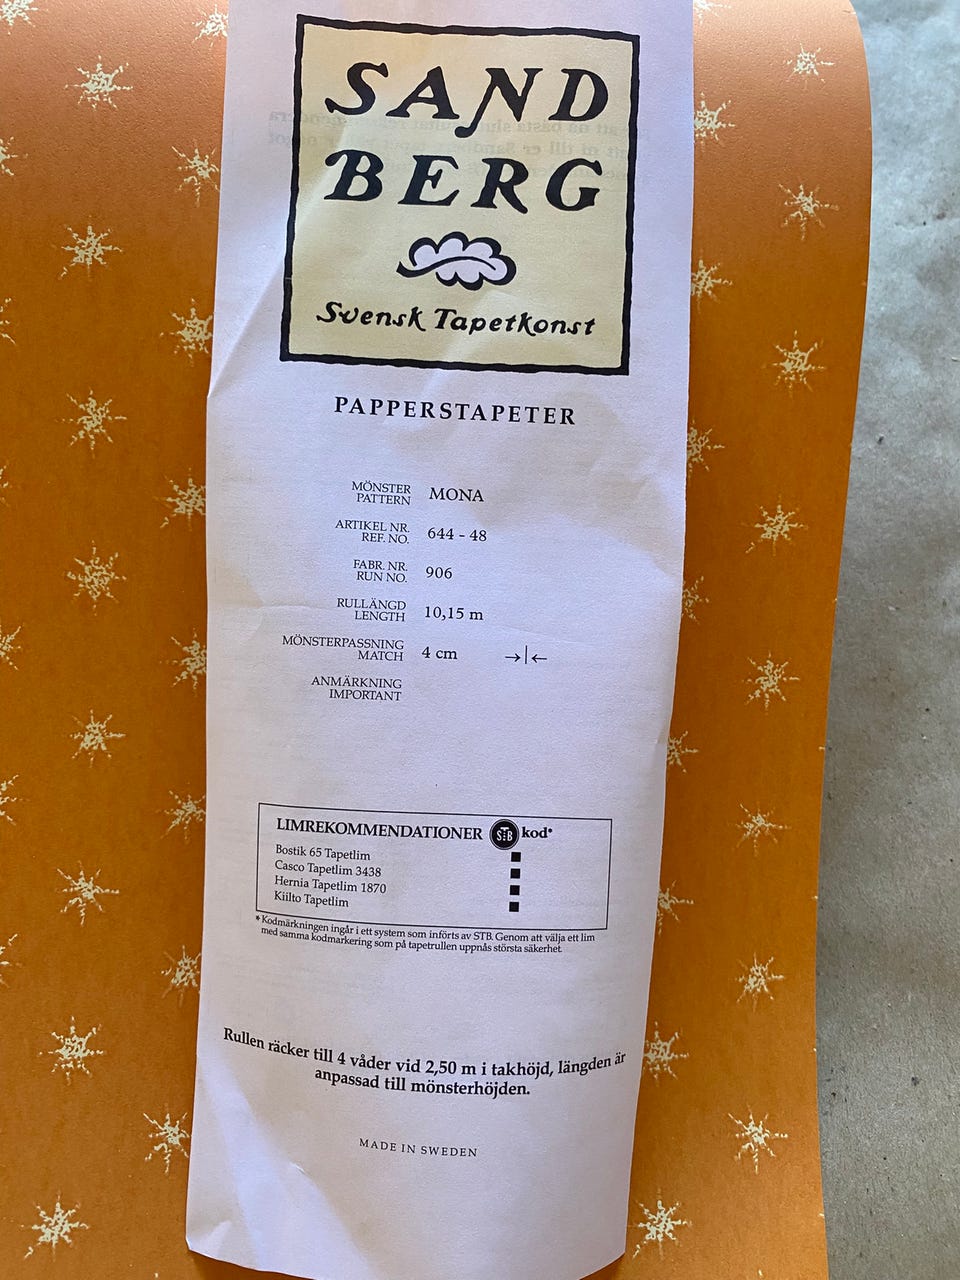 SAND
BERG
Svensk Tapetkonst
PAPPERSTAPETER
MÖNSTER
PATTERN MONA
ARTIKEL NR.
REF. NO. 644 - 48
FABR. NR.
RUN NO. 906
RULLÄNGD
LENGTH 10,15 m
MÖNSTERPASSNING
MATCH 4 cm →|←
ANMÄRKNING
IMPORTANT
LIMREKOMMENDATIONER STB kod*
Bostik 65 Tapetlim ■
Casco Tapetlim 3438 ■
Hernia Tapetlim 1870 ■
Kiilto Tapetlim ■
* Kodmärkningen ingår i ett system som införts av STB. Genom att välja ett lim
med samma kodmarkering som på tapetrullen uppnås största säkerhet.
Rullen räcker till 4 våder vid 2,50 m i takhöjd, längden är
anpassad till mönsterhöjden.
MADE IN SWEDEN